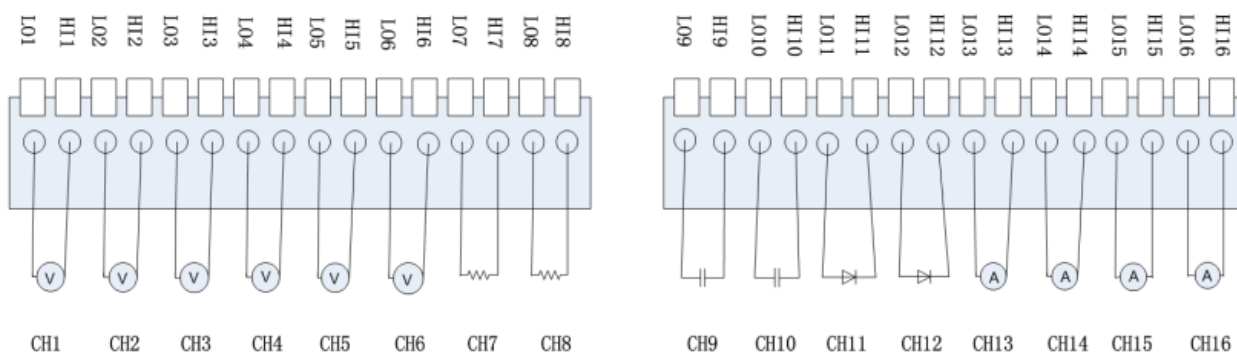 LO1 HI1 LO2 HI2 LO3 HI3 LO4 HI4 LO5 HI5 LO6 HI6 LO7 HI7 LO8 HI8 LO9 HI9 LO10 HI10 LO11 HI11 LO12 HI12 LO13 HI13 LO14 HI14 LO15 HI15 LO16 HI16
V V V V V V A A A A
CH1 CH2 CH3 CH4 CH5 CH6 CH7 CH8 CH9 CH10 CH11 CH12 CH13 CH14 CH15 CH16